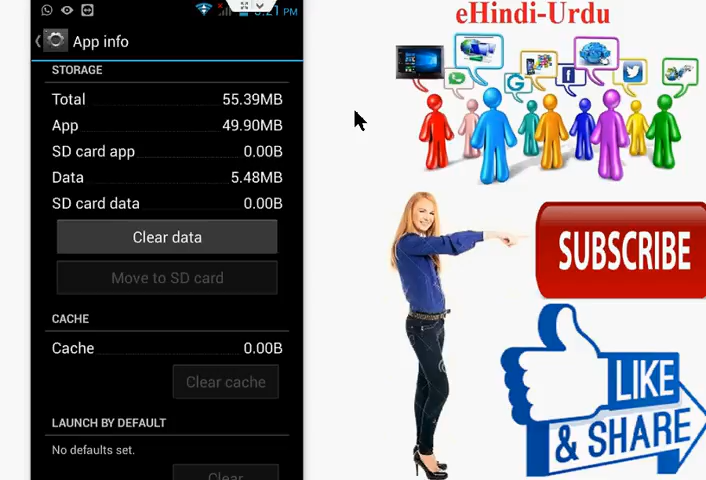 PM
App info
STORAGE
Total 55.39MB
App 49.90MB
SD card app 0.00B
Data 5.48MB
SD card data 0.00B
Clear data
Move to SD card
CACHE
Cache 0.00B
Clear cache
LAUNCH BY DEFAULT
No defaults set.
Clear
eHindi-Urdu
SUBSCRIBE
LIKE
& SHARE